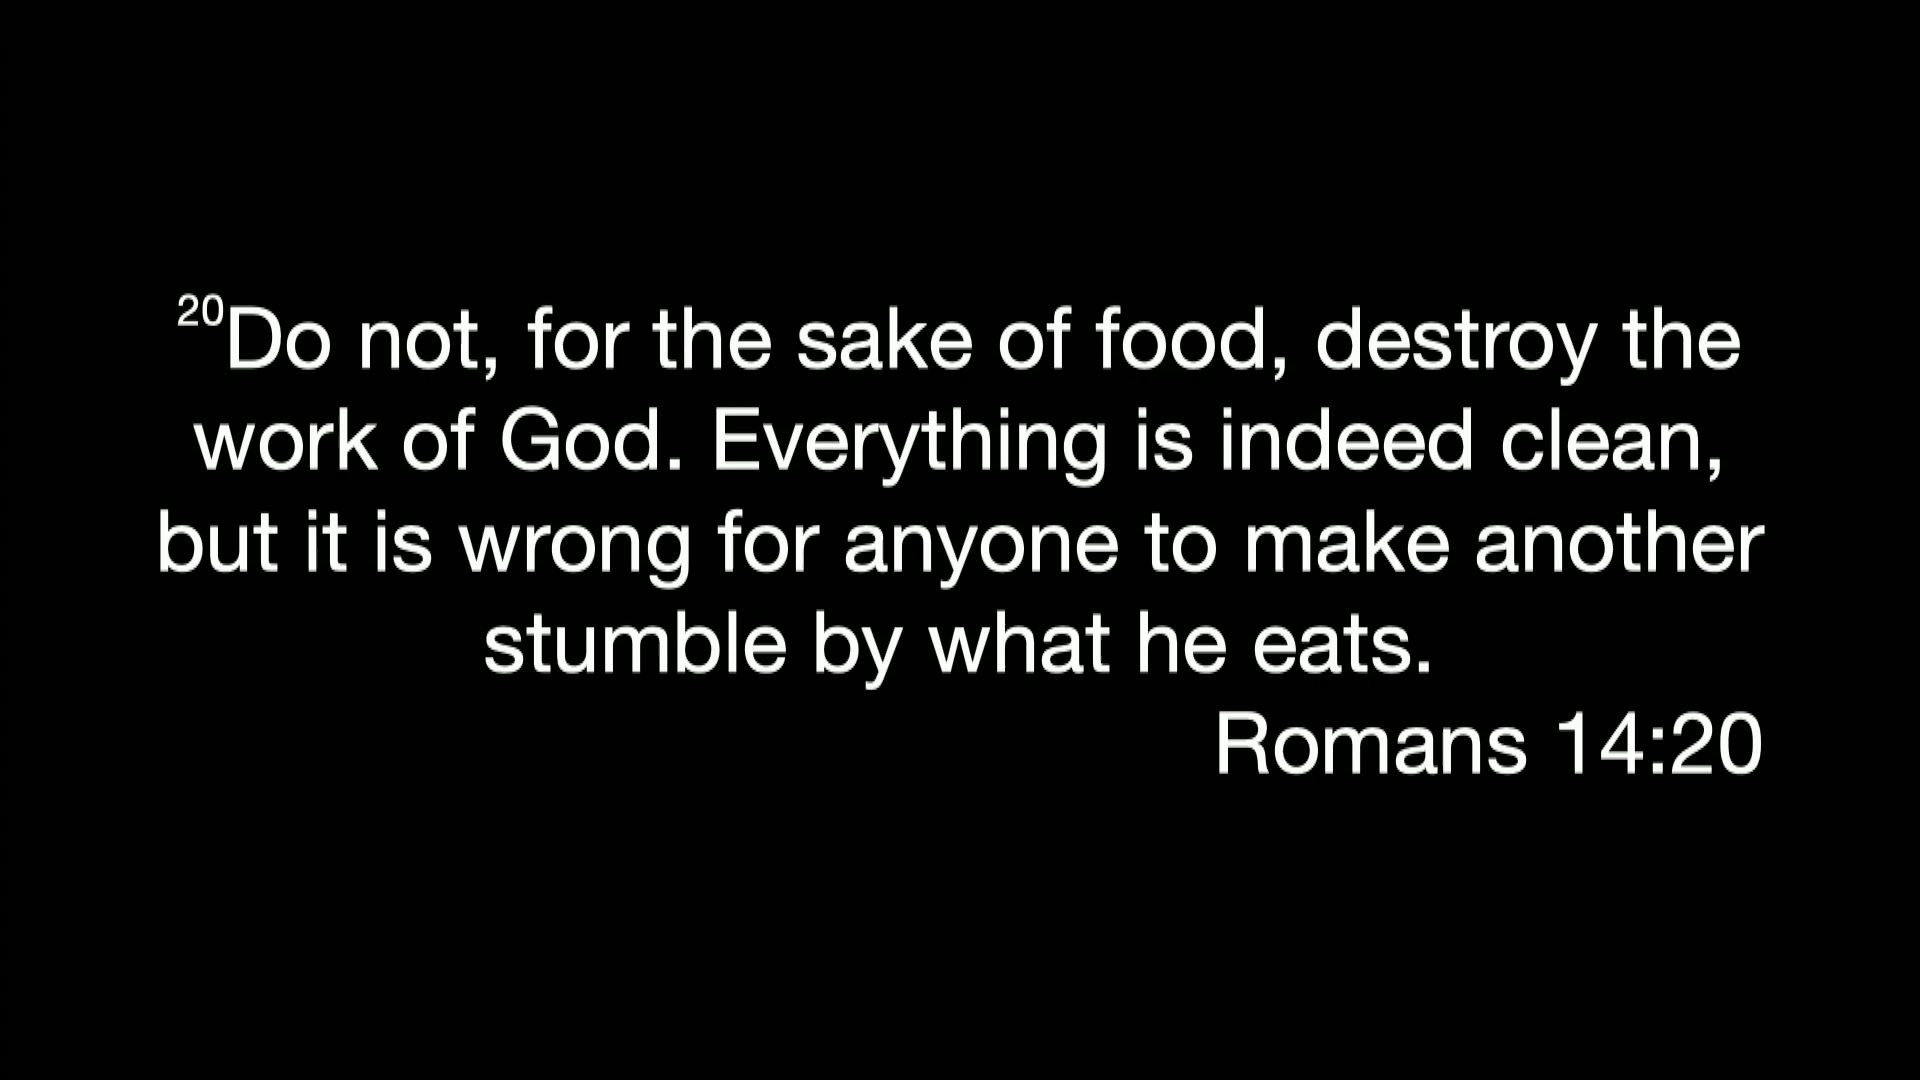 20Do not, for the sake of food, destroy the
work of God. Everything is indeed clean,
but it is wrong for anyone to make another
stumble by what he eats.
Romans 14:20